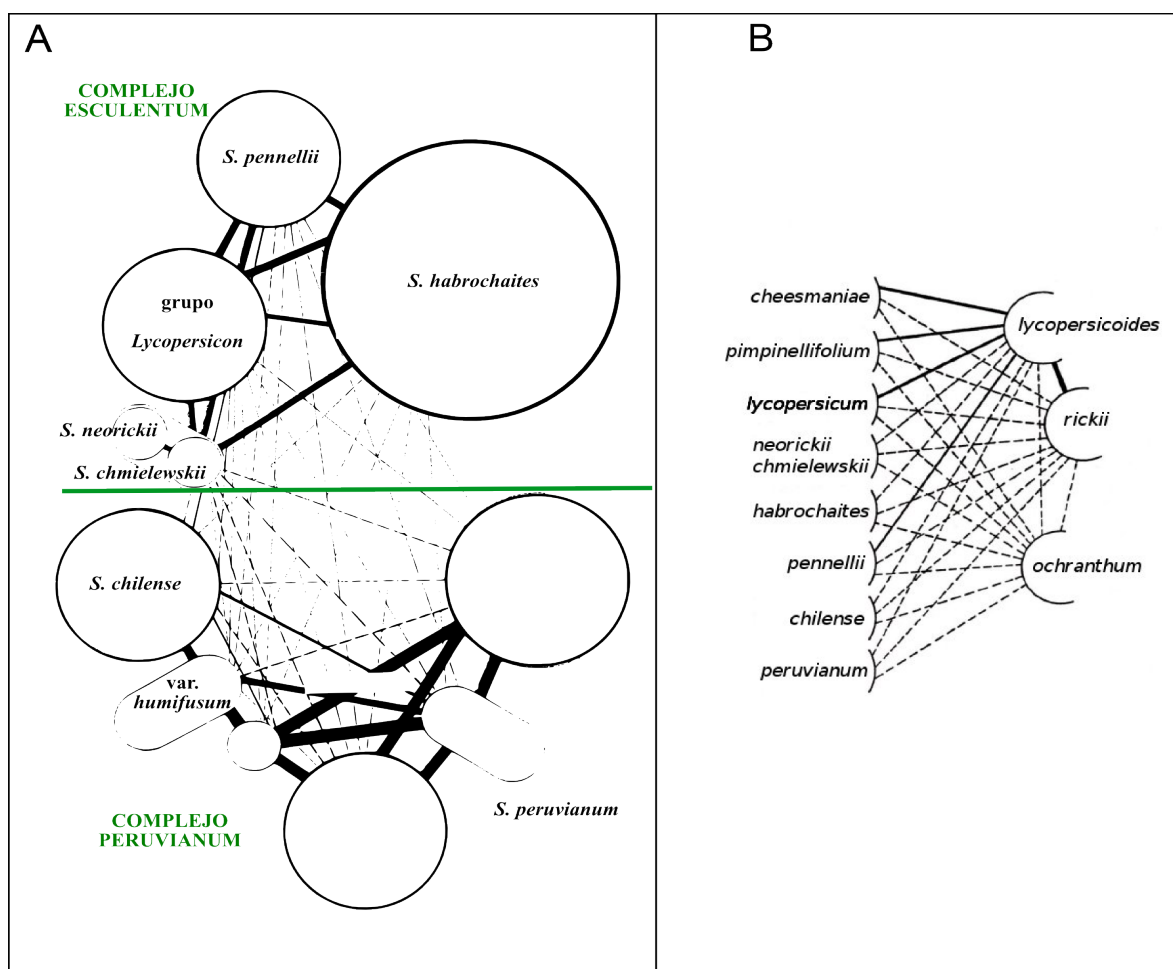 A
COMPLEJO
ESCULENTUM
S. pennellii
S. habrochaites
grupo
Lycopersicon
S. neorickii
S. chmielewskii
S. chilense
var.
humifusum
S. peruvianum
COMPLEJO
PERUVIANUM
B
cheesmaniae
pimpinellifolium
lycopersicum
neorickii
chmielewskii
habrochaites
pennellii
chilense
peruvianum
lycopersicoides
rickii
ochranthum